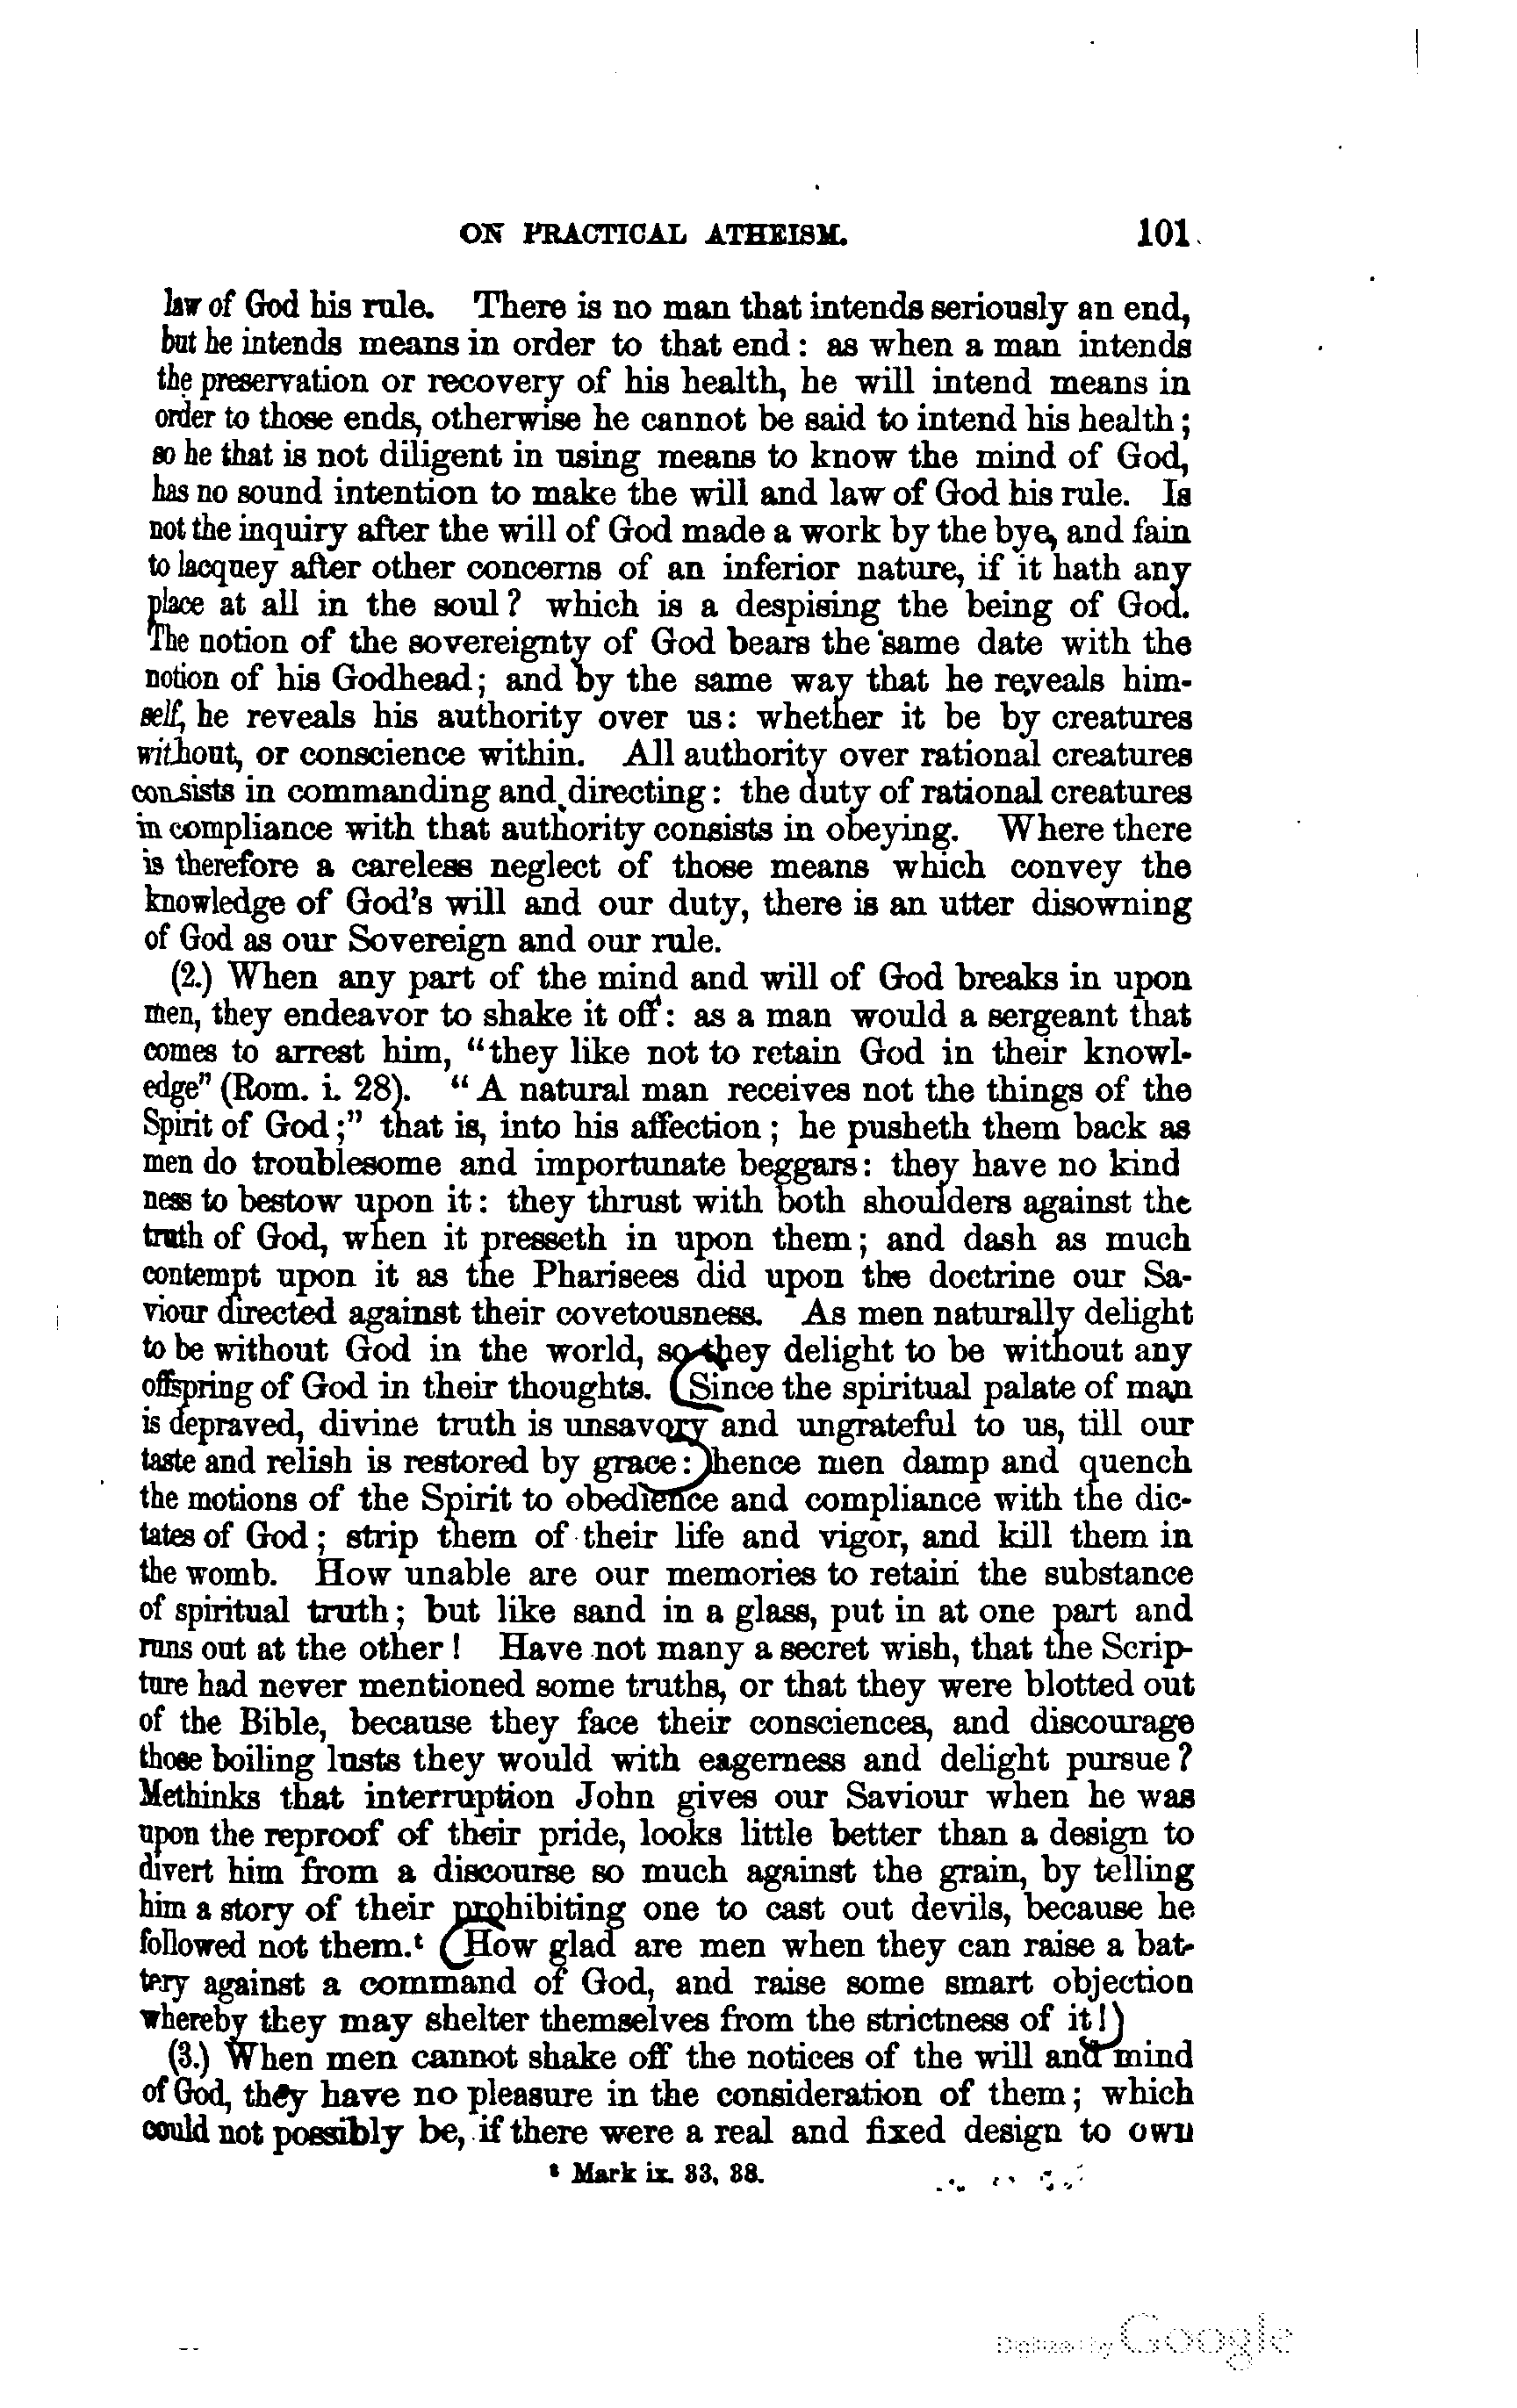 ON PRACTICAL ATHEISM. 101
law of God his rule. There is no man that intends seriously an end,
but he intends means in order to that end: as when a man intends
the preservation or recovery of his health, he will intend means in
order to those ends, otherwise he cannot be said to intend his health;
so he that is not diligent in using means to know the mind of God,
has no sound intention to make the will and law of God his rule. Is
not the inquiry after the will of God made a work by the bye, and fain
to lacquey after other concerns of an inferior nature, if it hath any
place at all in the soul? which is a despising the being of God.
The notion of the sovereignty of God bears the same date with the
notion of his Godhead; and by the same way that he reveals him-
self, he reveals his authority over us: whether it be by creatures
without, or conscience within. All authority over rational creatures
consists in commanding and directing: the duty of rational creatures
in compliance with that authority consists in obeying. Where there
is therefore a careless neglect of those means which convey the
knowledge of God's will and our duty, there is an utter disowning
of God as our Sovereign and our rule.
(2.) When any part of the mind and will of God breaks in upon
men, they endeavor to shake it off: as a man would a sergeant that
comes to arrest him, "they like not to retain God in their knowl-
edge" (Rom. i. 28). "A natural man receives not the things of the
Spirit of God;" that is, into his affection; he pusheth them back as
men do troublesome and importunate beggars: they have no kind
ness to bestow upon it: they thrust with both shoulders against the
truth of God, when it presseth in upon them; and dash as much
contempt upon it as the Pharisees did upon the doctrine our Sa-
viour directed against their covetousness. As men naturally delight
to be without God in the world, so they delight to be without any
offspring of God in their thoughts. (Since the spiritual palate of man
is depraved, divine truth is unsavory and ungrateful to us, till our
taste and relish is restored by grace:) hence men damp and quench
the motions of the Spirit to obedience and compliance with the dic-
tates of God; strip them of their life and vigor, and kill them in
the womb. How unable are our memories to retain the substance
of spiritual truth; but like sand in a glass, put in at one part and
runs out at the other! Have not many a secret wish, that the Scrip-
ture had never mentioned some truths, or that they were blotted out
of the Bible, because they face their consciences, and discourage
those boiling lusts they would with eagerness and delight pursue?
Methinks that interruption John gives our Saviour when he was
upon the reproof of their pride, looks little better than a design to
divert him from a discourse so much against the grain, by telling
him a story of their prohibiting one to cast out devils, because he
followed not them.t (How glad are men when they can raise a bat-
tery against a command of God, and raise some smart objection
whereby they may shelter themselves from the strictness of it!)
(3.) When men cannot shake off the notices of the will and mind
of God, they have no pleasure in the consideration of them; which
could not possibly be, if there were a real and fixed design to own
t Mark ix. 33, 38.
Digitized by Google